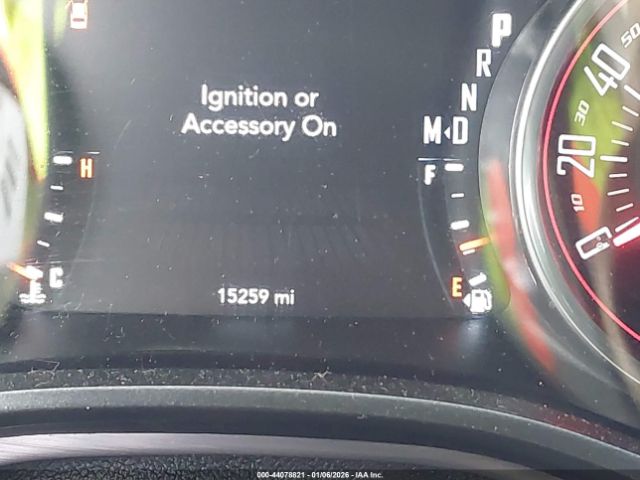 Ignition or
Accessory On
P
R
N
M D
H
C
F
E
15259 mi
50
40
30
20
10
0
000-44078821 | 01/06/2026 | IAA Inc.